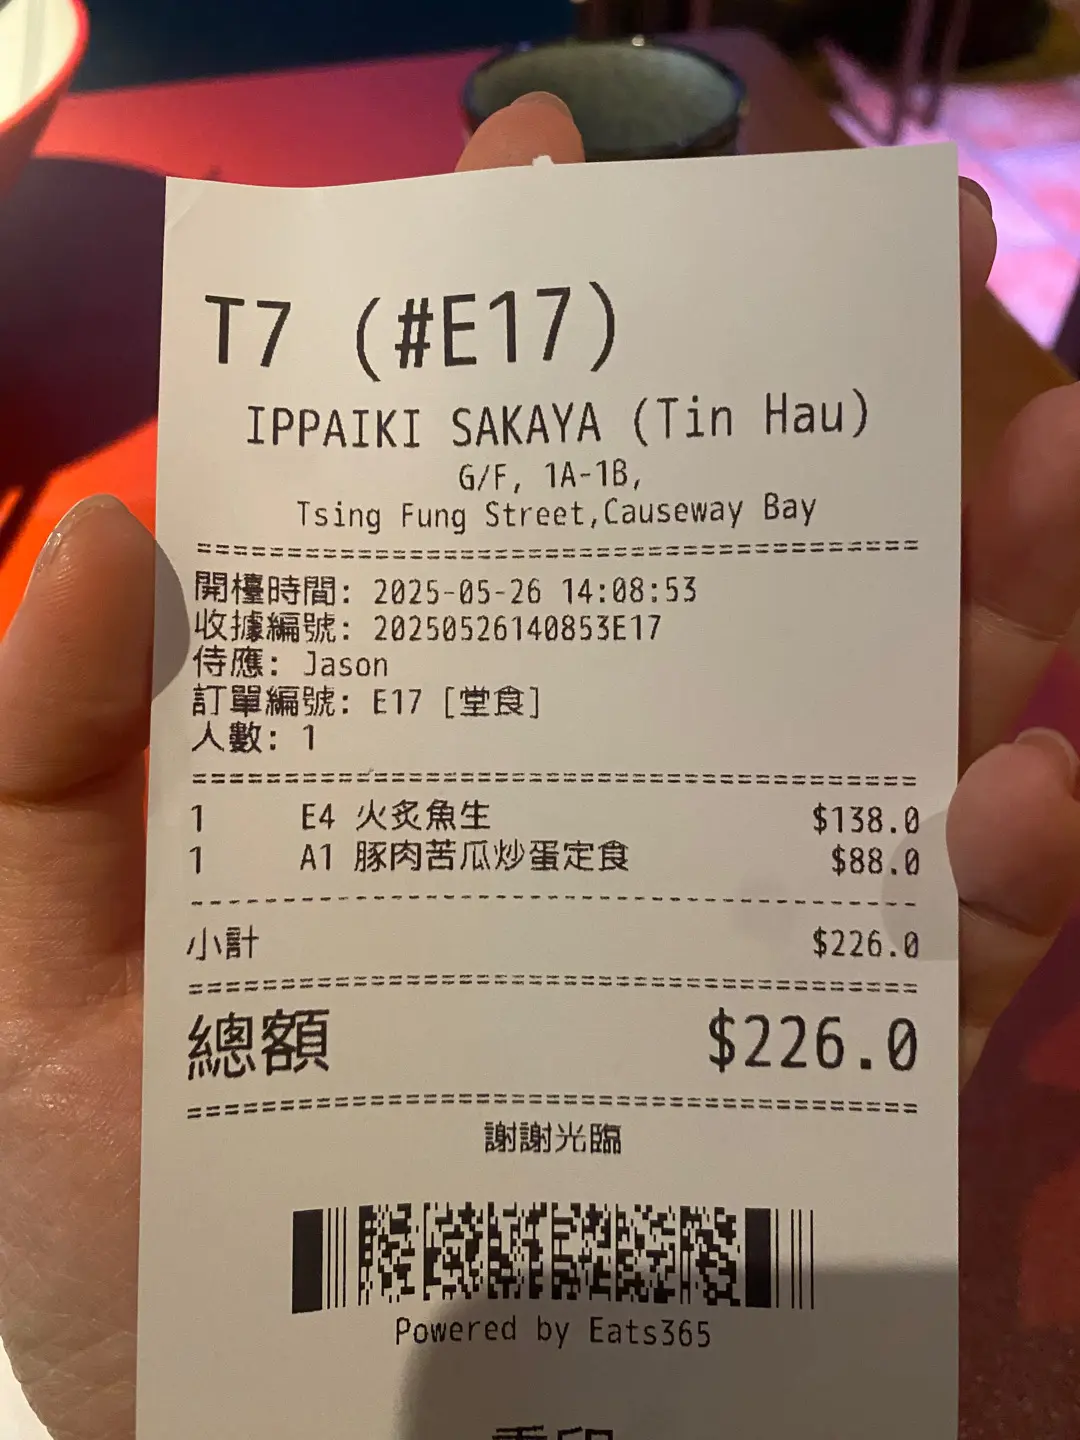 T7 (#E17)
IPPAIKI SAKAYA (Tin Hau)
G/F, 1A-1B,
Tsing Fung Street,Causeway Bay
開檯時間: 2025-05-26 14:08:53
收據編號: 20250526140853E17
侍應: Jason
訂單編號: E17 [堂食]
人數: 1
1 E4 火炙魚生 $138.0
1 A1 豚肉苦瓜炒蛋定食 $88.0
小計 $226.0
總額 $226.0
謝謝光臨
Powered by Eats365